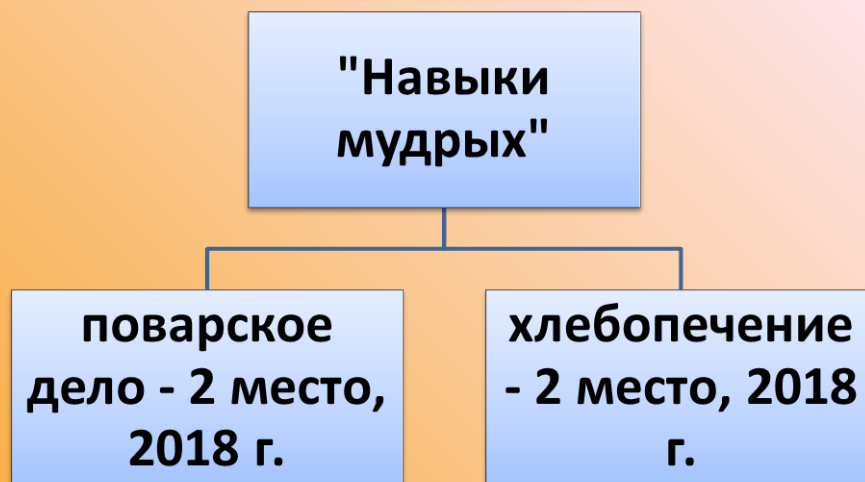 "Навыки
мудрых"
поварское
дело - 2 место,
2018 г.
хлебопечение
- 2 место, 2018
г.